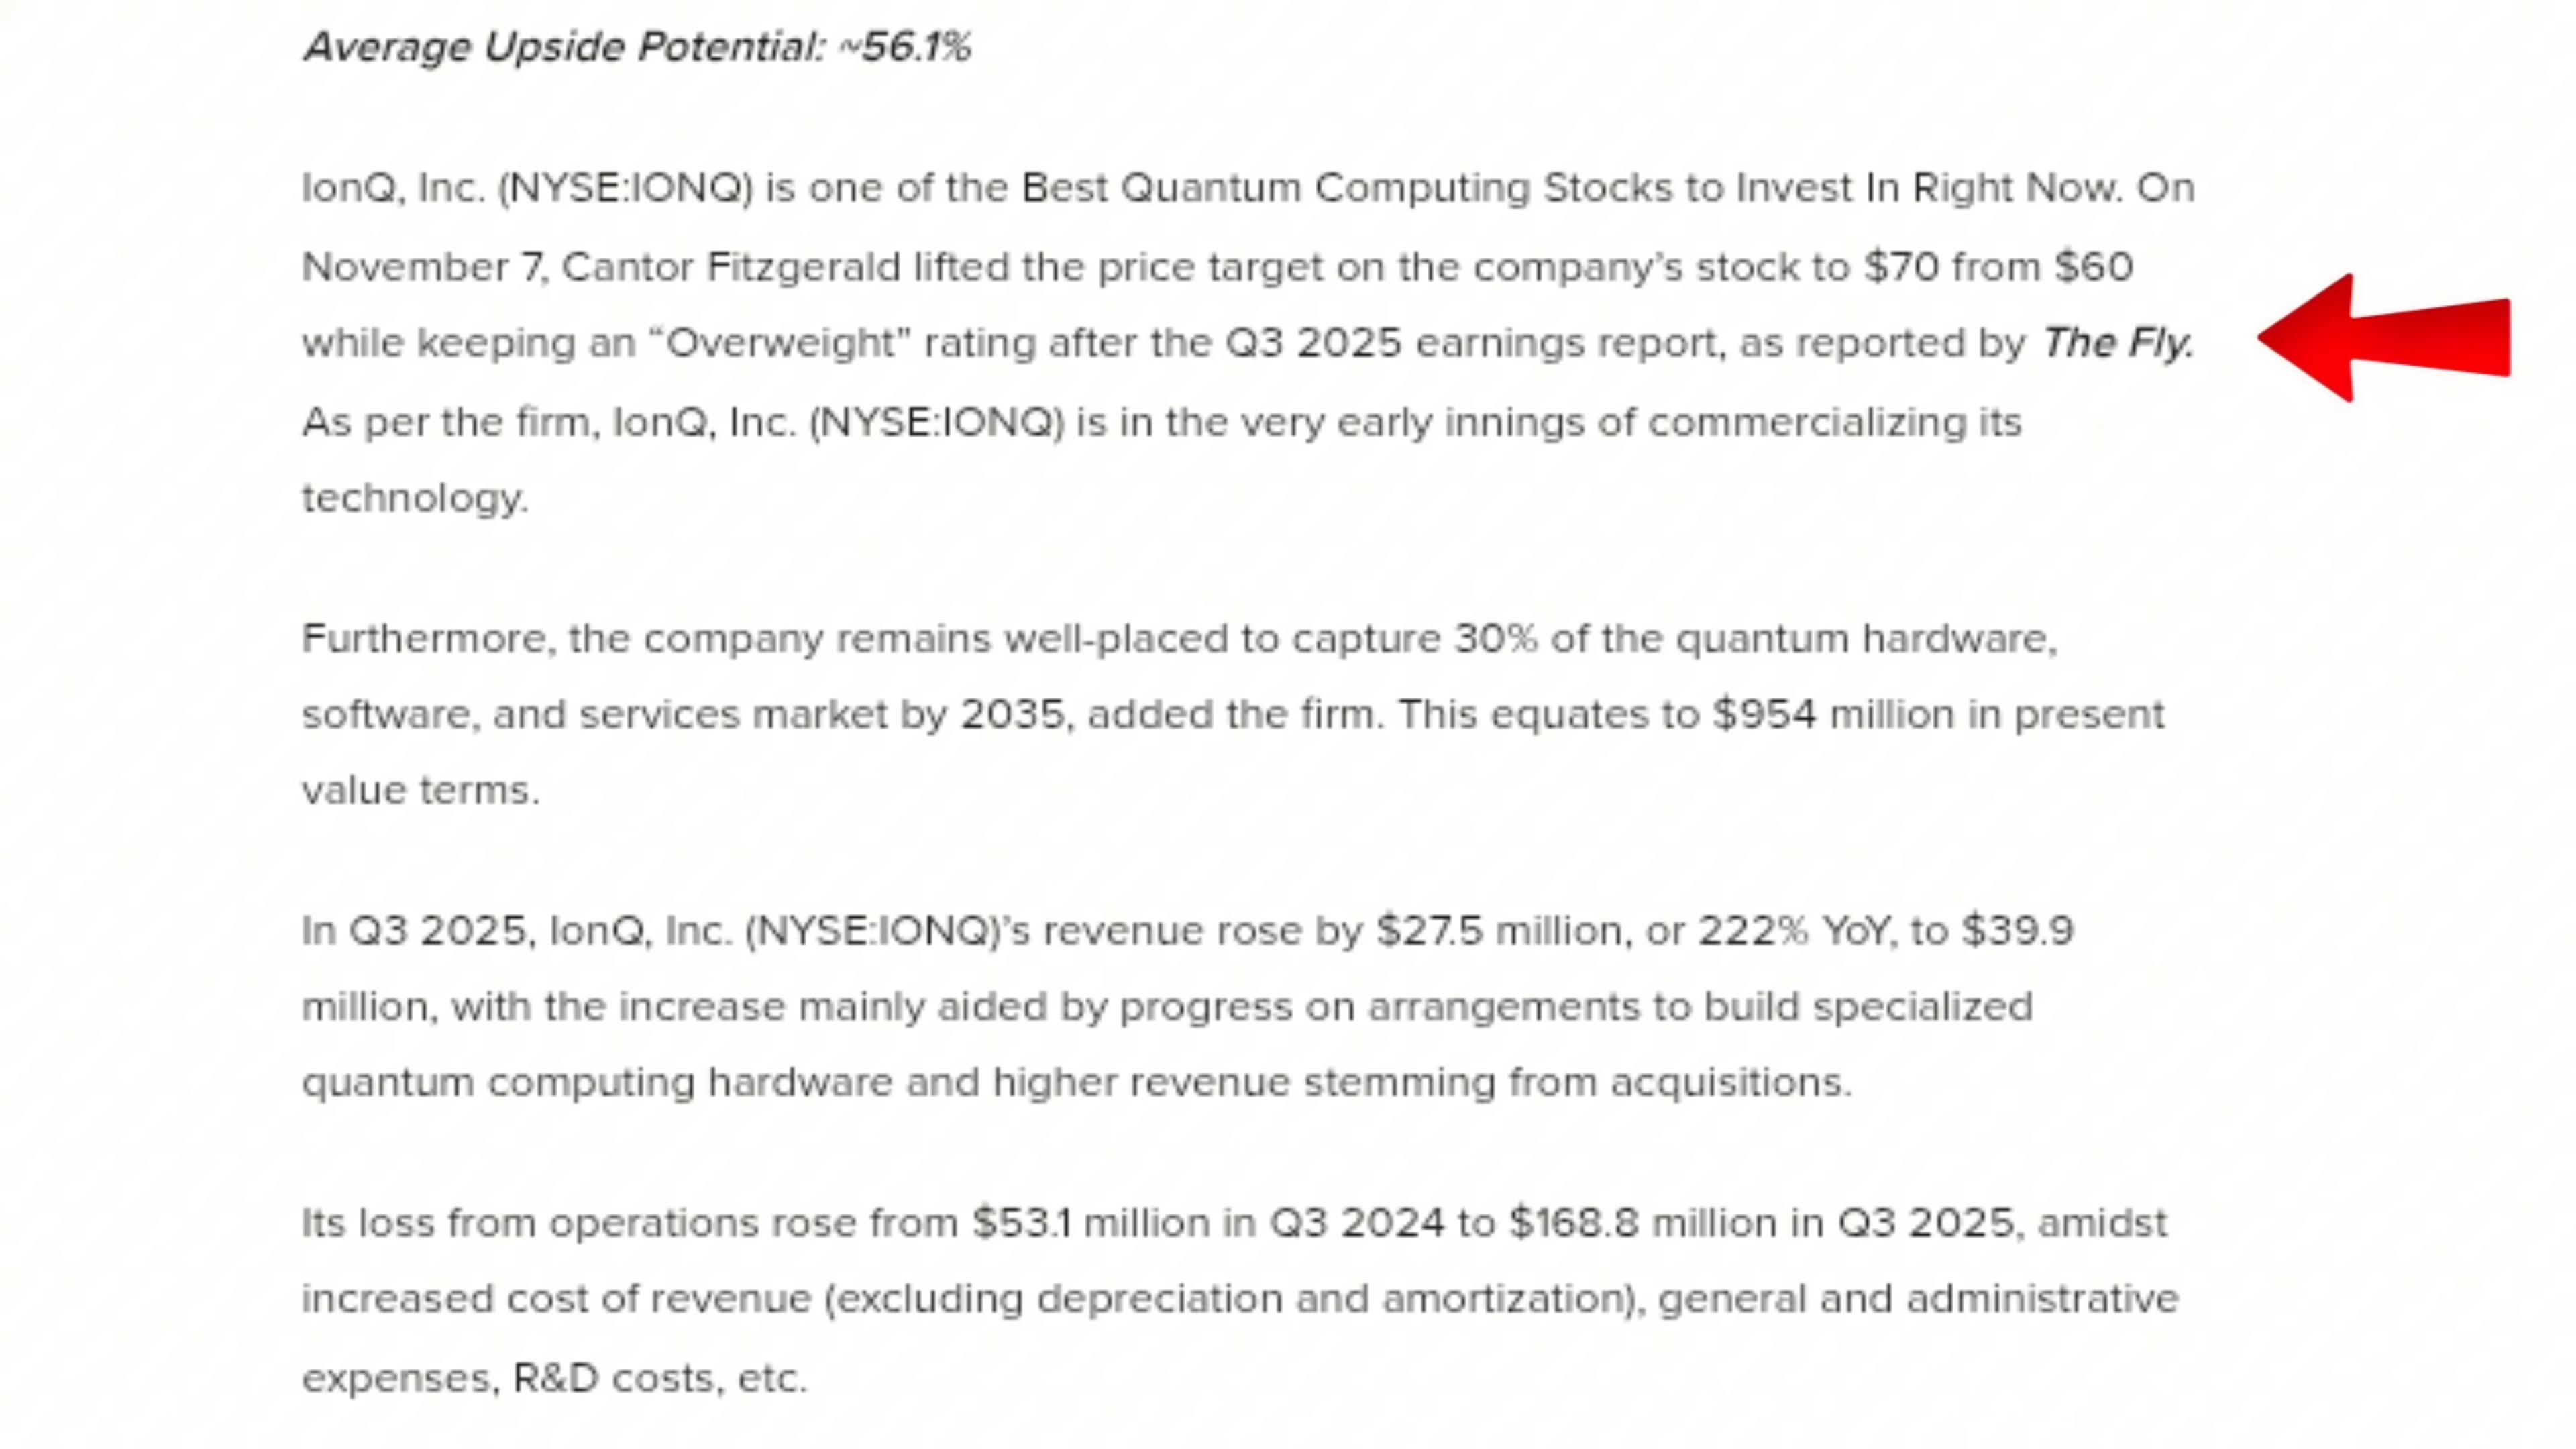 Average Upside Potential: ~56.1%
IonQ, Inc. (NYSE:IONQ) is one of the Best Quantum Computing Stocks to Invest In Right Now. On
November 7, Cantor Fitzgerald lifted the price target on the company’s stock to $70 from $60
while keeping an “Overweight” rating after the Q3 2025 earnings report, as reported by The Fly.
As per the firm, IonQ, Inc. (NYSE:IONQ) is in the very early innings of commercializing its
technology.
Furthermore, the company remains well-placed to capture 30% of the quantum hardware,
software, and services market by 2035, added the firm. This equates to $954 million in present
value terms.
In Q3 2025, IonQ, Inc. (NYSE:IONQ)’s revenue rose by $27.5 million, or 222% YoY, to $39.9
million, with the increase mainly aided by progress on arrangements to build specialized
quantum computing hardware and higher revenue stemming from acquisitions.
Its loss from operations rose from $53.1 million in Q3 2024 to $168.8 million in Q3 2025, amidst
increased cost of revenue (excluding depreciation and amortization), general and administrative
expenses, R&D costs, etc.